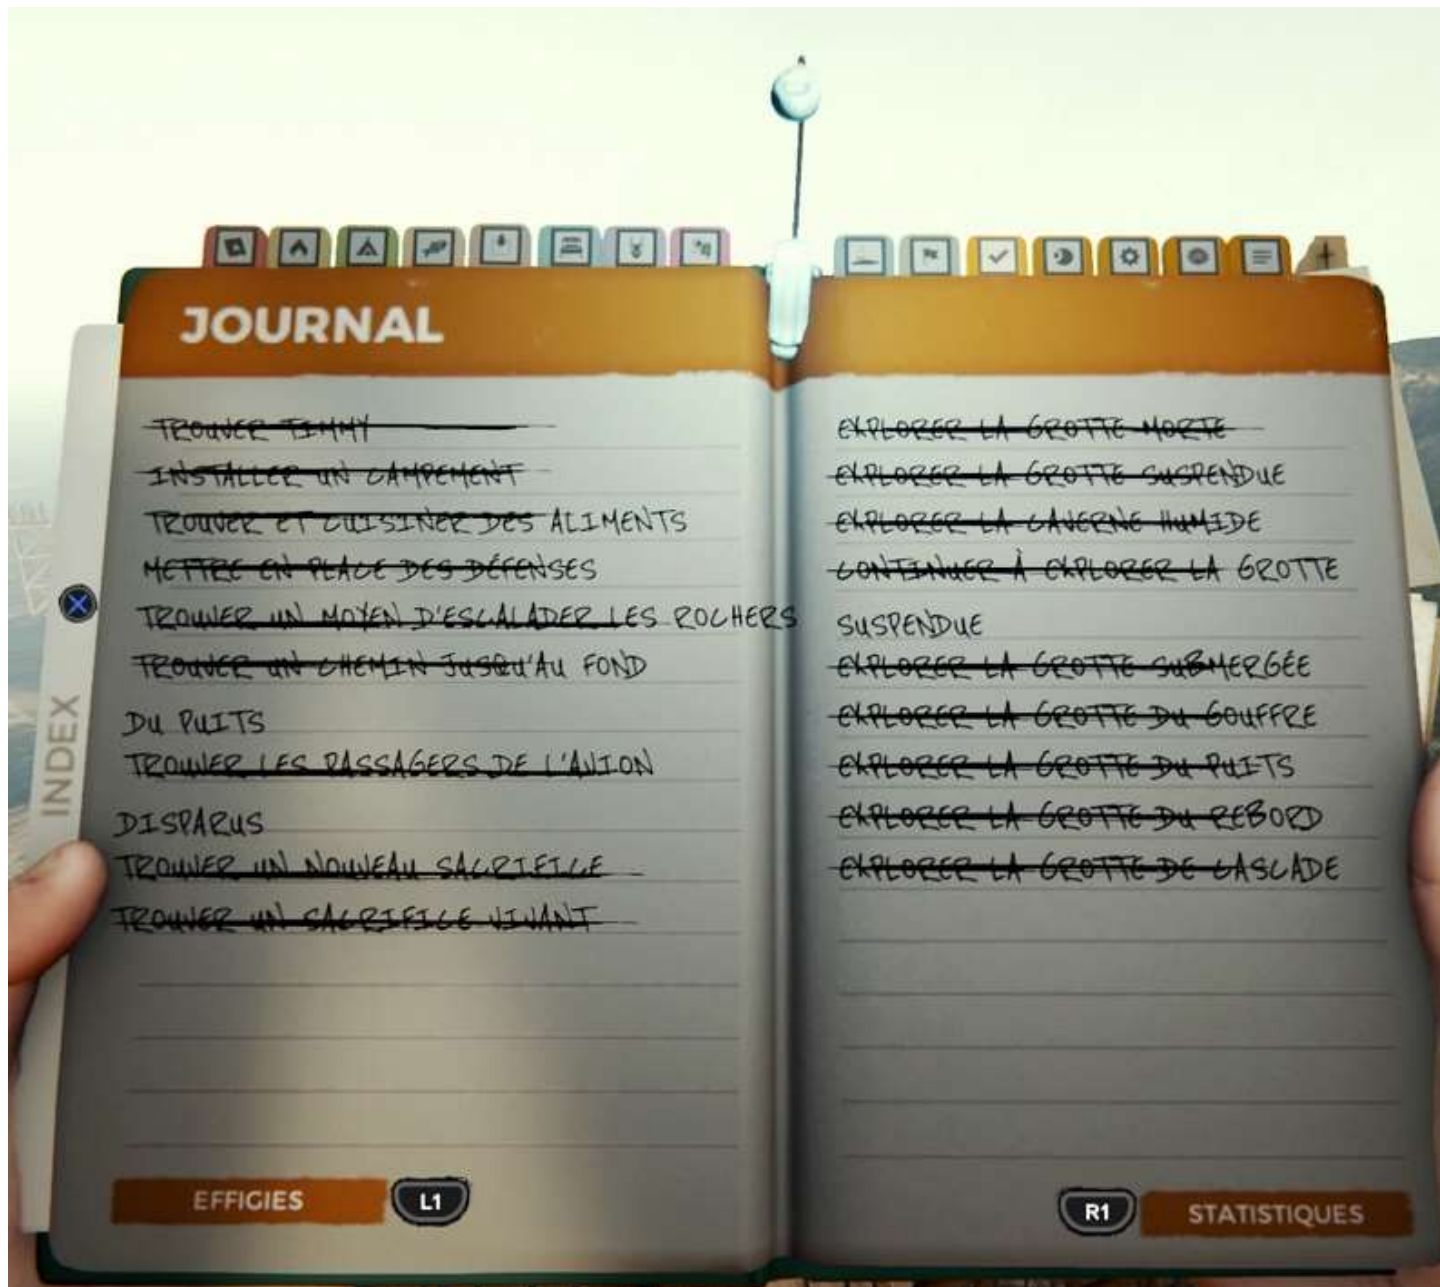 JOURNAL
TROUVER TIMMY
INSTALLER UN CAMPEMENT
TROUVER ET CUISINER DES ALIMENTS
METTRE EN PLACE DES DÉFENSES
TROUVER UN MOYEN D'ESCALADER LES ROCHERS
TROUVER UN CHEMIN JUSQU'AU FOND
DU PUITS
TROUVER LES PASSAGERS DE L'AVION
DISPARUS
TROUVER UN NOUVEAU SACRIFICE
TROUVER UN SACRIFICE VIVANT
INDEX
EFFIGIES
L1
EXPLORER LA GROTTE MORTE
EXPLORER LA GROTTE SUSPENDUE
EXPLORER LA CAVERNE HUMIDE
CONTINUER À EXPLORER LA GROTTE
SUSPENDUE
EXPLORER LA GROTTE SUBMERGÉE
EXPLORER LA GROTTE DU GOUFFRE
EXPLORER LA GROTTE DU PUITS
EXPLORER LA GROTTE DU REBORD
EXPLORER LA GROTTE DE CASCADE
R1
STATISTIQUES